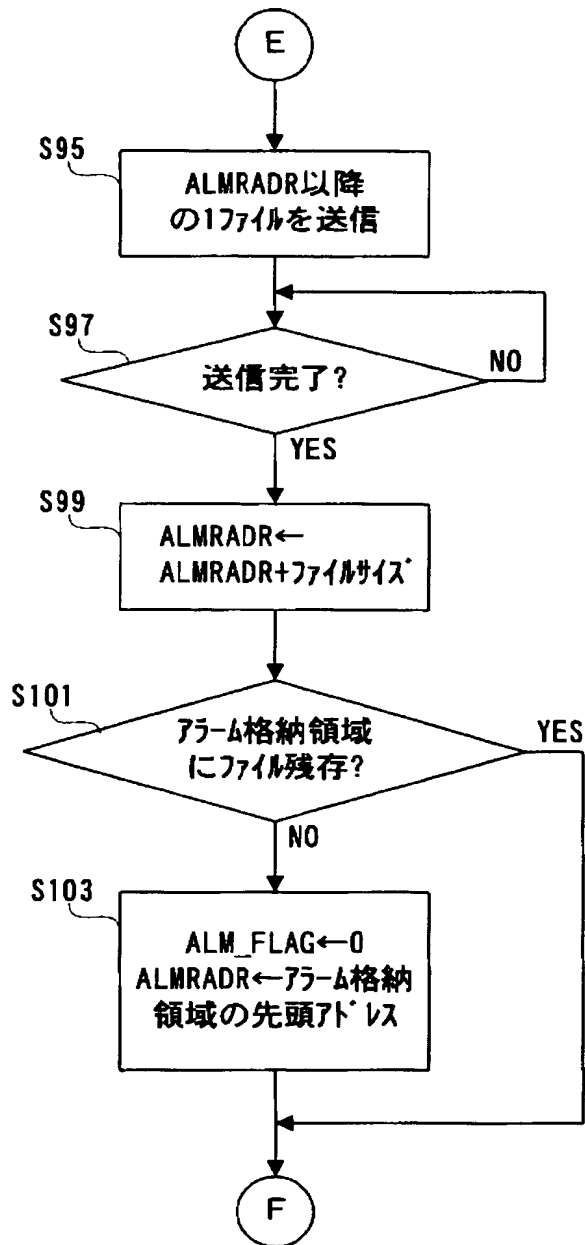 E
S95
ALMRADR以降
の1ファイルを送信
S97
送信完了?
NO
YES
S99
ALMRADR←
ALMRADR+ファイルサイズ
S101
アラーム格納領域
にファイル残存?
YES
NO
S103
ALM_FLAG←0
ALMRADR←アラーム格納
領域の先頭アドレス
F